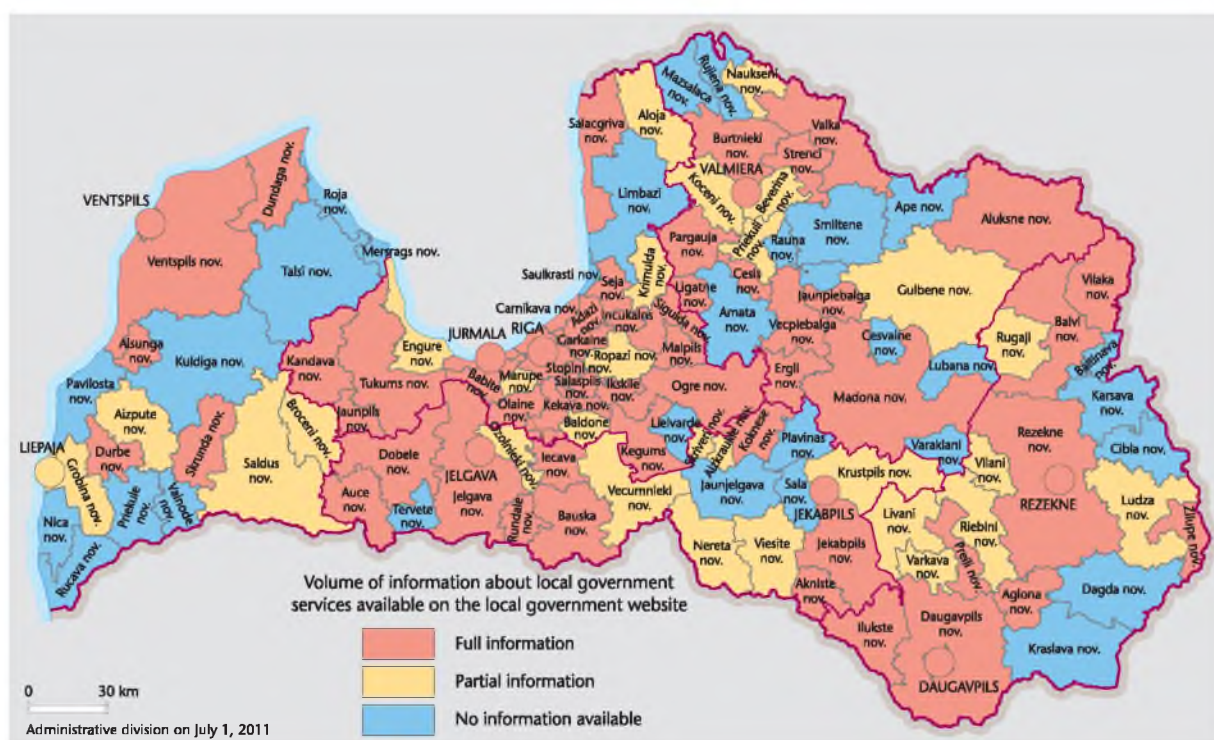 Mazsalaca
nov.
Rujiena nov.
Naukseni
nov.
Salacgriva
nov.
Aloja
nov.
Burtnieki
nov.
Valka
nov.
Strenci
nov.
VALMIERA
Koceni nov.
Beverina
nov.
Limbazi
nov.
Dundaga nov.
Roja
nov.
VENTSPILS
Ventspils nov.
Talsi nov.
Mersrags nov.
Ape nov.
Aluksne nov.
Smiltene
nov.
Rauna
nov.
Priekuli
nov.
Pargauja
nov.
Krimulda
nov.
Saulkrasti nov.
Seja
nov.
Ligatne
nov.
Cesis
nov.
Jaunpiebalga
nov.
Gulbene nov.
Vilaka
nov.
Balvi
nov.
Rugaji
nov.
Baltinava
nov.
Carnikava nov.
Adazi
nov.
Incukalns
nov.
Sigulda nov.
Amata
nov.
Vecpiebalga
nov.
Cesvaine
nov.
Lubana nov.
JURMALA
RIGA
Garkalne
nov.
Ropazi nov.
Malpils
nov.
Stopini nov.
Engure
nov.
Alsunga
nov.
Kuldiga nov.
Kandava
nov.
Tukums nov.
Babite
nov.
Marupe
nov.
Salaspils
nov.
Ikskile
nov.
Ogre nov.
Ergli
nov.
Madona nov.
Karsava
nov.
Pavilosta
nov.
Aizpute
nov.
Broceni nov.
Jaunpils
nov.
Olaine
nov.
Kekava nov.
Baldone
nov.
Lielvarde
nov.
Skriveri nov.
Aizkraukle nov.
Koknese
nov.
Plavinas
nov.
Varaklani
nov.
Rezekne
nov.
Cibla nov.
LIEPAJA
Durbe
nov.
Skrunda nov.
Saldus
nov.
Dobele
nov.
JELGAVA
Ozolnieki nov.
Iecava
nov.
Kegums
nov.
Krustpils nov.
Vilani
nov.
Grobina nov.
Auce
nov.
Tervete
nov.
Jelgava
nov.
Rundale
nov.
Bauska
nov.
Vecumnieki
nov.
Jaunjelgava
nov.
Sala
nov.
JEKABPILS
REZEKNE
Ludza
nov.
Zilupe nov.
Nica
nov.
Priekule
nov.
Vainode
nov.
Rucava nov.
Nereta
nov.
Viesite
nov.
Jekabpils
nov.
Livani
nov.
Riebini
nov.
Varkava
nov.
Preili nov.
Akniste
nov.
Aglona
nov.
Dagda nov.
Ilukste
nov.
Daugavpils
nov.
Kraslava nov.
DAUGAVPILS
Volume of information about local government
services available on the local government website
Full information
Partial information
No information available
0 30 km
Administrative division on July 1, 2011